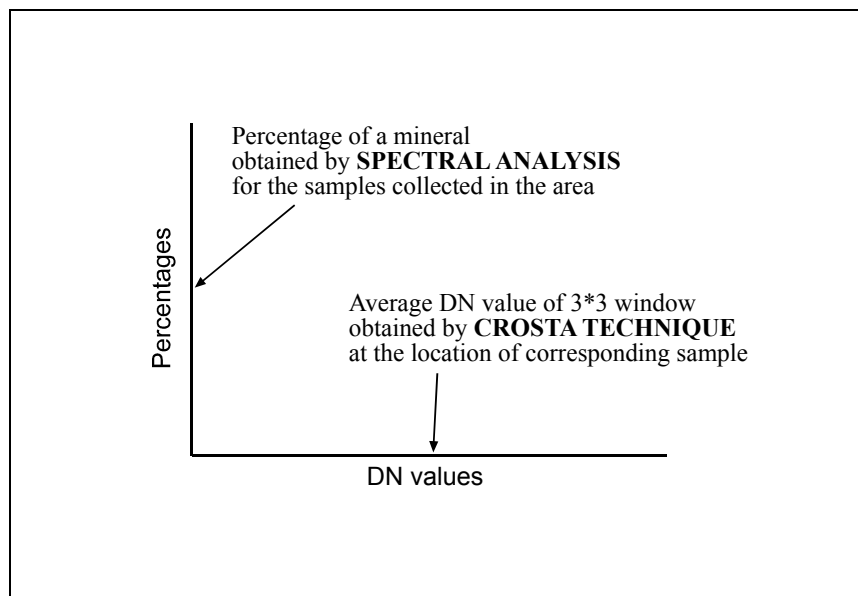 Percentage of a mineral
obtained by SPECTRAL ANALYSIS
for the samples collected in the area
Percentages
Average DN value of 3*3 window
obtained by CROSTA TECHNIQUE
at the location of corresponding sample
DN values